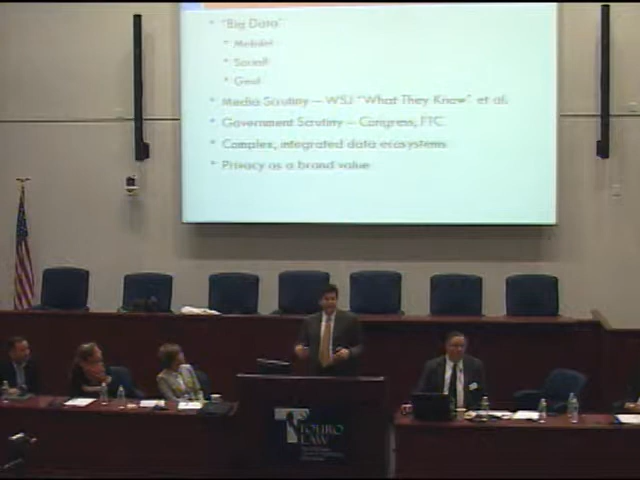 * "Big Data"
* Mobile!
* Social!
* Geo!
* Media Scrutiny – WSJ "What They Know" et al.
* Government Scrutiny – Congress, FTC
* Complex, integrated data ecosystems
* Privacy as a brand value
TOURO
LAW